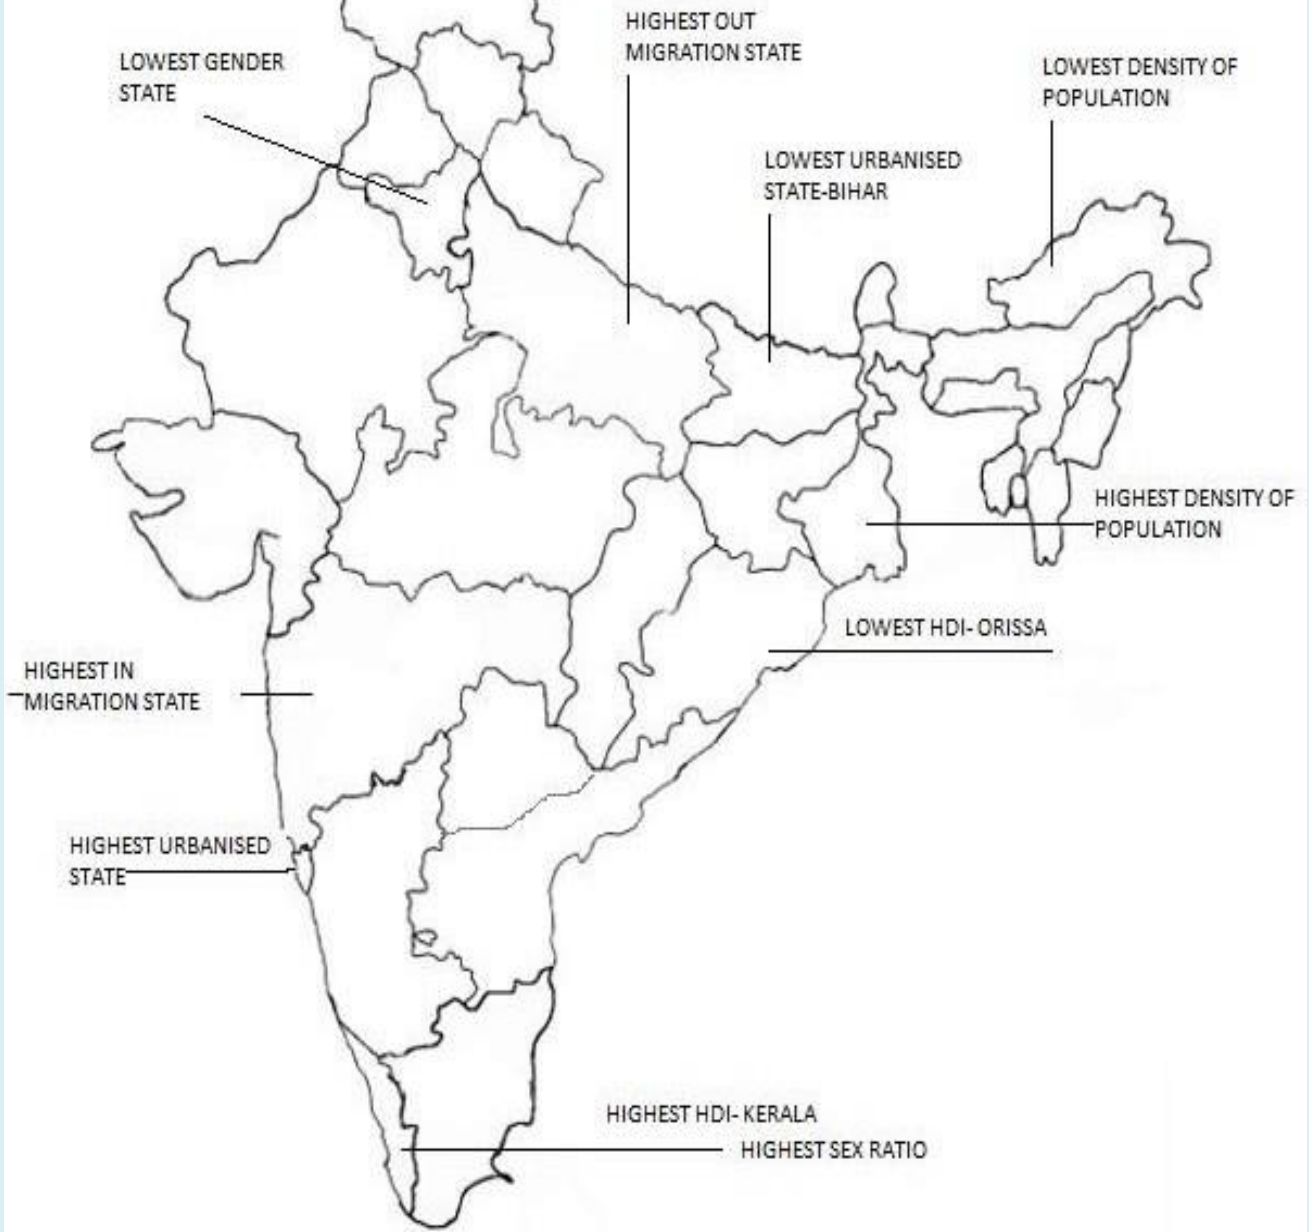 HIGHEST OUT
MIGRATION STATE
LOWEST GENDER
STATE
LOWEST DENSITY OF
POPULATION
LOWEST URBANISED
STATE-BIHAR
HIGHEST DENSITY OF
POPULATION
LOWEST HDI- ORISSA
HIGHEST IN
MIGRATION STATE
HIGHEST URBANISED
STATE
HIGHEST HDI- KERALA
HIGHEST SEX RATIO